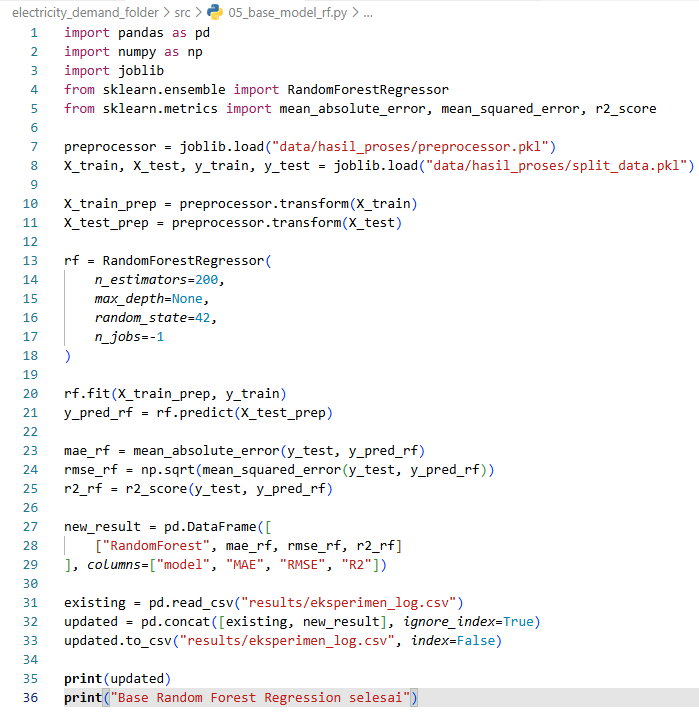 electricity_demand_folder > src > 05_base_model_rf.py > ...
1 import pandas as pd
2 import numpy as np
3 import joblib
4 from sklearn.ensemble import RandomForestRegressor
5 from sklearn.metrics import mean_absolute_error, mean_squared_error, r2_score
6
7 preprocessor = joblib.load("data/hasil_proses/preprocessor.pkl")
8 X_train, X_test, y_train, y_test = joblib.load("data/hasil_proses/split_data.pkl")
9
10 X_train_prep = preprocessor.transform(X_train)
11 X_test_prep = preprocessor.transform(X_test)
12
13 rf = RandomForestRegressor(
14     n_estimators=200,
15     max_depth=None,
16     random_state=42,
17     n_jobs=-1
18 )
19
20 rf.fit(X_train_prep, y_train)
21 y_pred_rf = rf.predict(X_test_prep)
22
23 mae_rf = mean_absolute_error(y_test, y_pred_rf)
24 rmse_rf = np.sqrt(mean_squared_error(y_test, y_pred_rf))
25 r2_rf = r2_score(y_test, y_pred_rf)
26
27 new_result = pd.DataFrame([
28     ["RandomForest", mae_rf, rmse_rf, r2_rf]
29 ], columns=["model", "MAE", "RMSE", "R2"])
30
31 existing = pd.read_csv("results/eksperimen_log.csv")
32 updated = pd.concat([existing, new_result], ignore_index=True)
33 updated.to_csv("results/eksperimen_log.csv", index=False)
34
35 print(updated)
36 print("Base Random Forest Regression selesai")